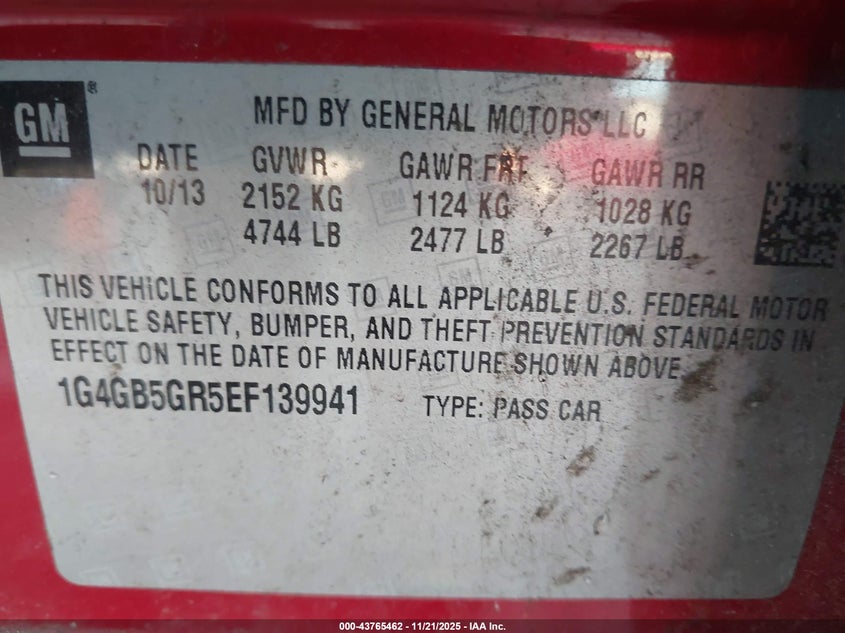 GM®
MFD BY GENERAL MOTORS LLC
DATE GVWR GAWR FRT GAWR RR
10/13 2152 KG 1124 KG 1028 KG
4744 LB 2477 LB 2267 LB
THIS VEHICLE CONFORMS TO ALL APPLICABLE U.S. FEDERAL MOTOR
VEHICLE SAFETY, BUMPER, AND THEFT PREVENTION STANDARDS IN
EFFECT ON THE DATE OF MANUFACTURE SHOWN ABOVE.
1G4GB5GR5EF139941 TYPE: PASS CAR
000-43765462 - 11/21/2025 - IAA Inc.